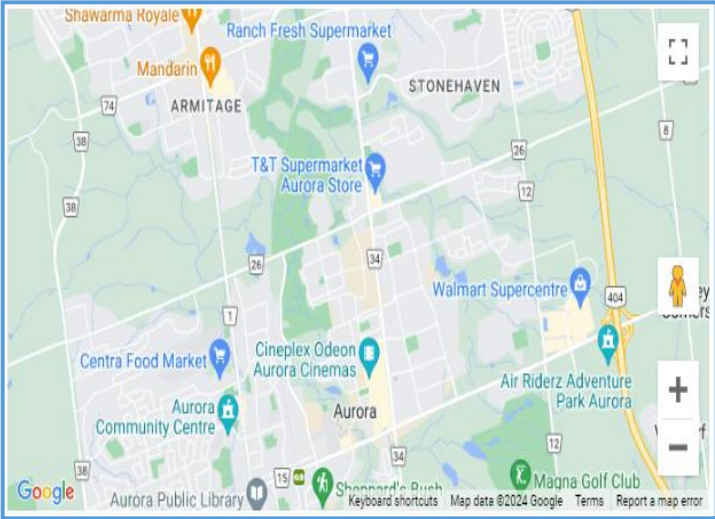 Shawarma Royale
Ranch Fresh Supermarket
Mandarin
STONEHAVEN
74
ARMITAGE
8
38
26
T&T Supermarket
Aurora Store
12
38
34
26
Walmart Supercentre
404
1
Centra Food Market
Cineplex Odeon
Aurora Cinemas
Air Riderz Adventure
Park Aurora
Aurora
Community Centre
Aurora
12
34
38
15
GO
Magna Golf Club
Sheppard's Bush
Google
Aurora Public Library
Keyboard shortcuts
Map data ©2024 Google
Terms
Report a map error